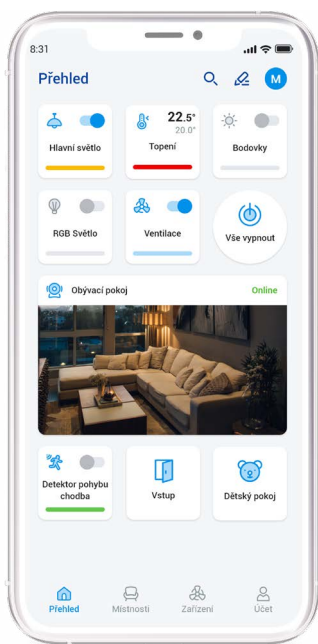 8:31
Přehled
M
22.5°
20.0°
Hlavní světlo
Topení
Bodovky
RGB Světlo
Ventilace
Vše vypnout
Obývací pokoj
Online
Detektor pohybu
chodba
Vstup
Dětský pokoj
Přehled
Místnosti
Zařízení
Účet